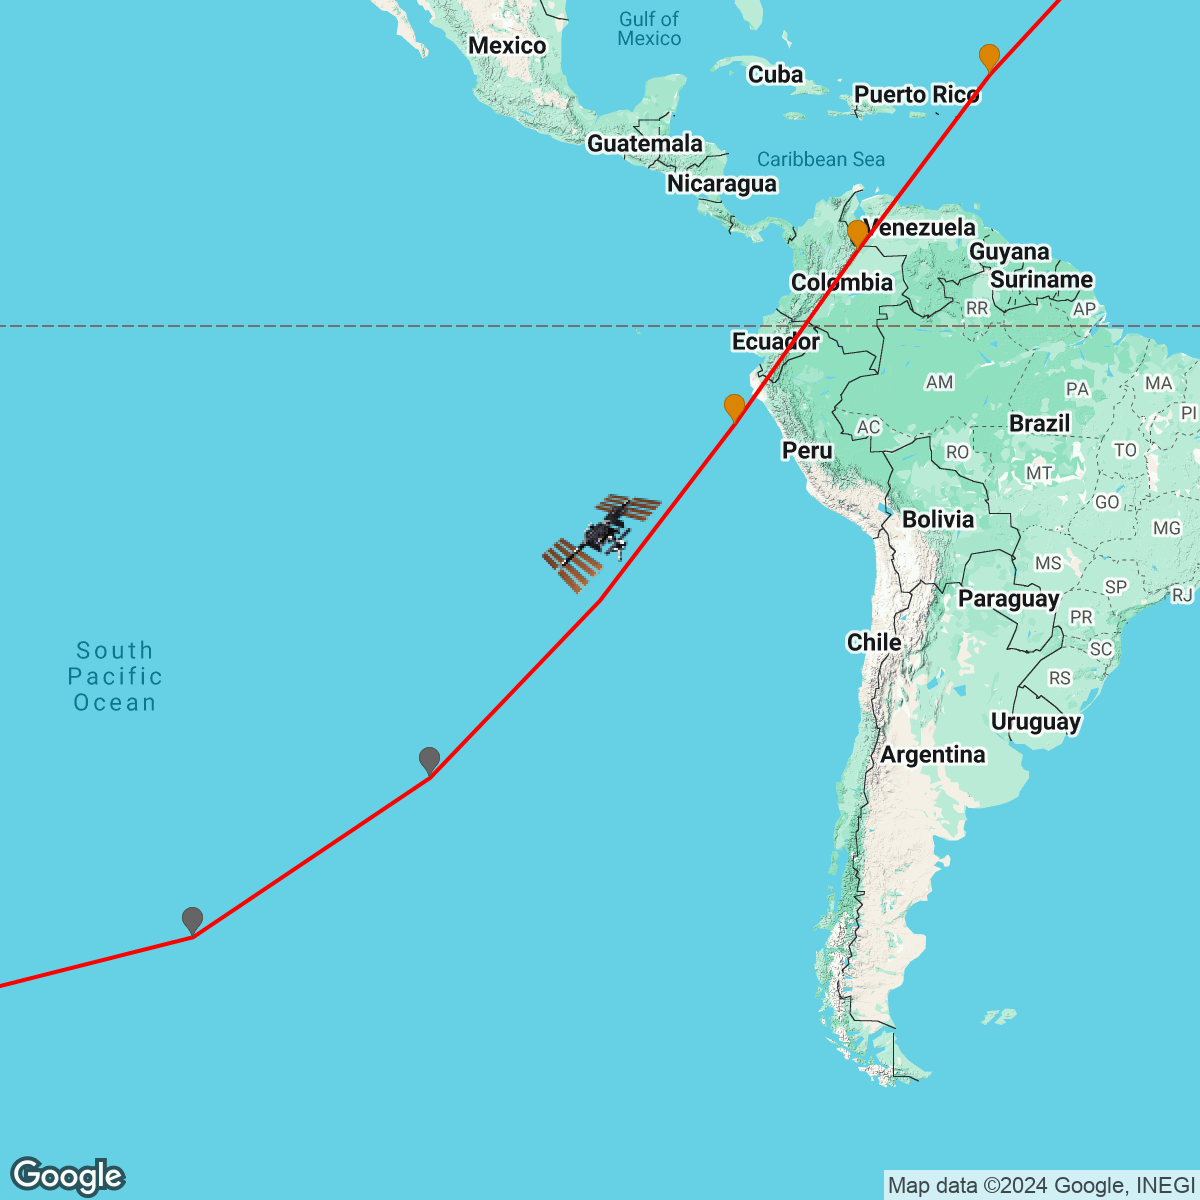 Gulf of
Mexico
Mexico
Cuba
Puerto Rico
Guatemala
Caribbean Sea
Nicaragua
Venezuela
Guyana
Colombia
Suriname
RR
AP
Ecuador
AM
PA
MA
PI
AC
Brazil
Peru
RO
TO
MT
GO
Bolivia
MG
MS
SP
Paraguay
RJ
PR
Chile
SC
South
Pacific
Ocean
RS
Uruguay
Argentina
Google
Map data ©2024 Google, INEGI